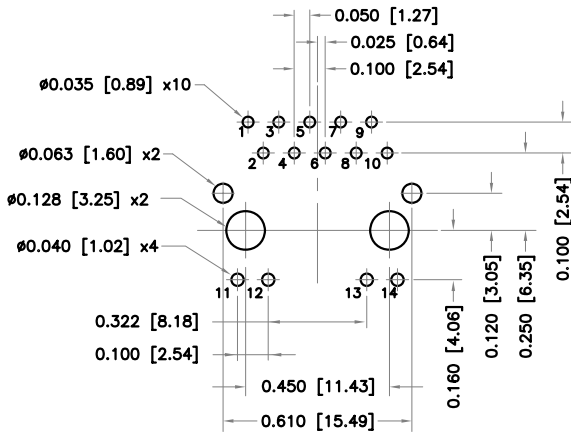 0.050 [1.27]
0.025 [0.64]
0.100 [2.54]
ø0.035 [0.89] x10
1 3 5 7 9
2 4 6 8 10
ø0.063 [1.60] x2
ø0.128 [3.25] x2
ø0.040 [1.02] x4
11 12 13 14
0.322 [8.18]
0.100 [2.54]
0.450 [11.43]
0.610 [15.49]
0.160 [4.06]
0.120 [3.05]
0.250 [6.35]
0.100 [2.54]